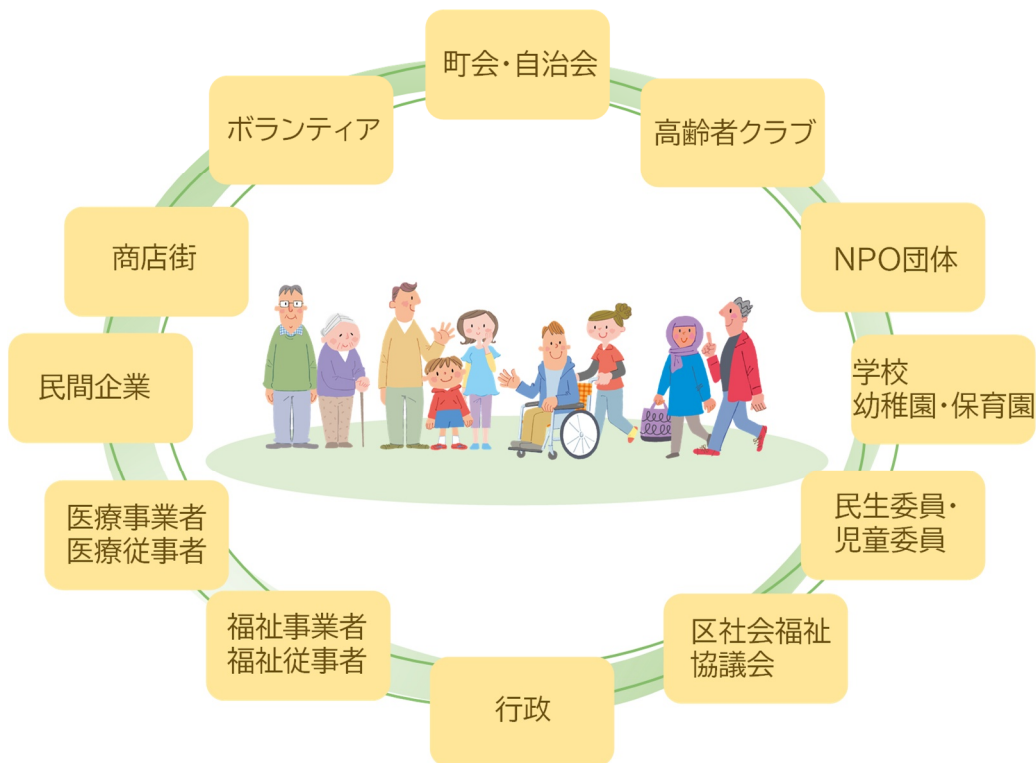 町会・自治会
高齢者クラブ
NPO団体
学校
幼稚園・保育園
民生委員・
児童委員
区社会福祉
協議会
行政
福祉事業者
福祉従事者
医療事業者
医療従事者
民間企業
商店街
ボランティア